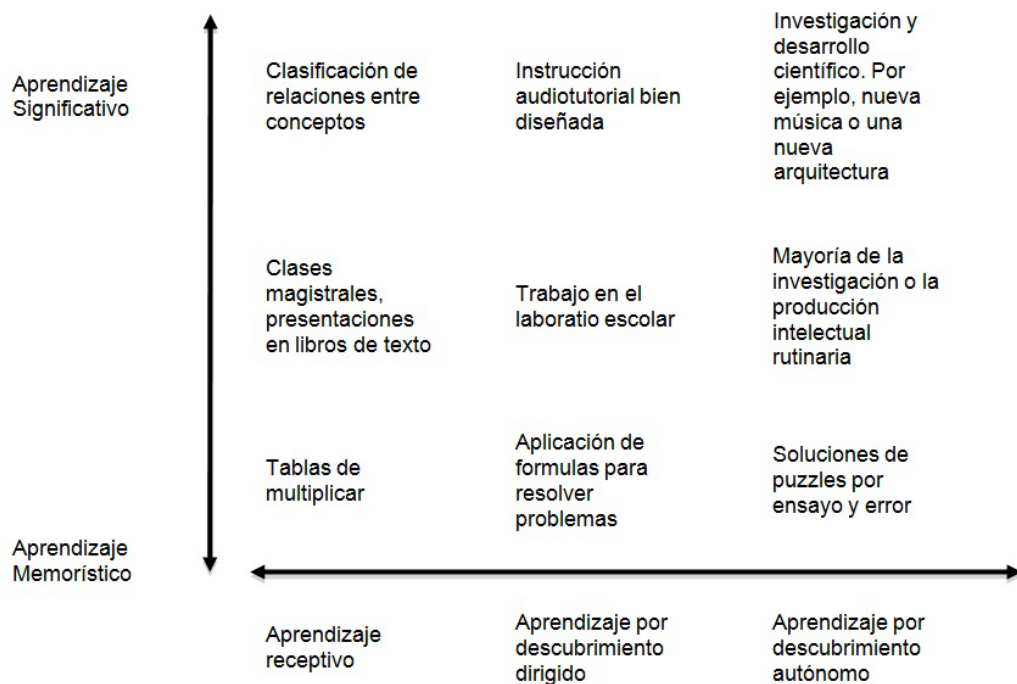 Aprendizaje
Significativo
Clasificación de
relaciones entre
conceptos
Instrucción
audiotutorial bien
diseñada
Investigación y
desarrollo
científico. Por
ejemplo, nueva
música o una
nueva
arquitectura
Clases
magistrales,
presentaciones
en libros de texto
Trabajo en el
laboratio escolar
Mayoría de la
investigación o la
producción
intelectual
rutinaria
Tablas de
multiplicar
Aplicación de
formulas para
resolver
problemas
Soluciones de
puzzles por
ensayo y error
Aprendizaje
Memorístico
Aprendizaje
receptivo
Aprendizaje por
descubrimiento
dirigido
Aprendizaje por
descubrimiento
autónomo